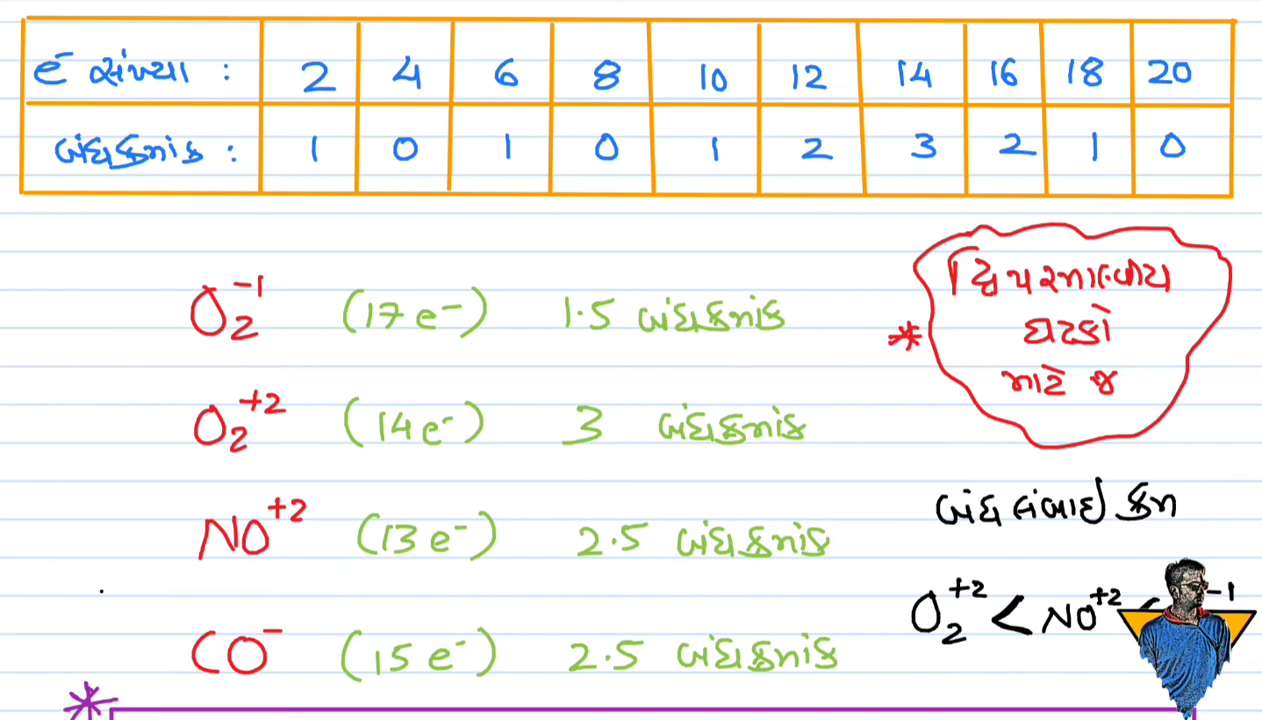 e⁻ સંખ્યા : 2 4 6 8 10 12 14 16 18 20
બંધક્રમાંક : 1 0 1 0 1 2 3 2 1 0
O₂⁻¹ (17e⁻) 1.5 બંધક્રમાંક
દ્વિપરમાણ્વીય
* ઘટકો
માટે જ
O₂⁺² (14e⁻) 3 બંધક્રમાંક
બંધ લંબાઈ ક્રમ
NO⁺² (13e⁻) 2.5 બંધક્રમાંક
O₂⁺² < NO⁺² < ⁻¹
CO⁻ (15e⁻) 2.5 બંધક્રમાંક
*